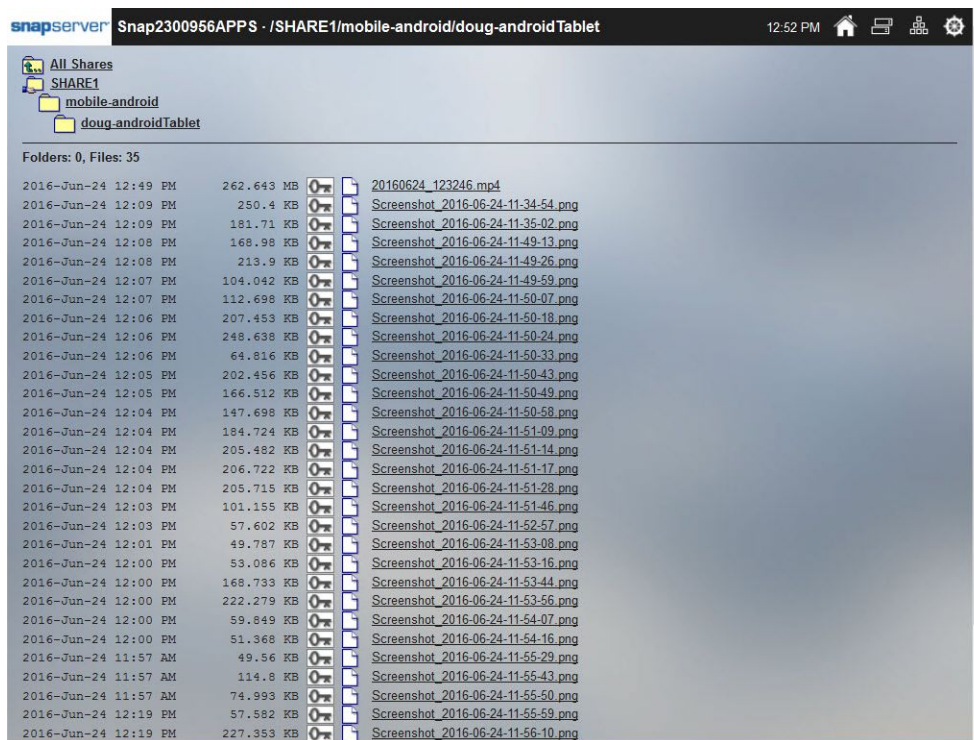 snapserver Snap2300956APPS - /SHARE1/mobile-android/doug-androidTablet 12:52 PM
All Shares
SHARE1
mobile-android
doug-androidTablet
Folders: 0, Files: 35
2016-Jun-24 12:49 PM 262.643 MB 20160624_123246.mp4
2016-Jun-24 12:09 PM 250.4 KB Screenshot_2016-06-24-11-34-54.png
2016-Jun-24 12:09 PM 181.71 KB Screenshot_2016-06-24-11-35-02.png
2016-Jun-24 12:08 PM 168.98 KB Screenshot_2016-06-24-11-49-13.png
2016-Jun-24 12:08 PM 213.9 KB Screenshot_2016-06-24-11-49-26.png
2016-Jun-24 12:07 PM 104.042 KB Screenshot_2016-06-24-11-49-59.png
2016-Jun-24 12:07 PM 112.698 KB Screenshot_2016-06-24-11-50-07.png
2016-Jun-24 12:06 PM 207.453 KB Screenshot_2016-06-24-11-50-18.png
2016-Jun-24 12:06 PM 248.638 KB Screenshot_2016-06-24-11-50-24.png
2016-Jun-24 12:06 PM 64.816 KB Screenshot_2016-06-24-11-50-33.png
2016-Jun-24 12:05 PM 202.456 KB Screenshot_2016-06-24-11-50-43.png
2016-Jun-24 12:05 PM 166.512 KB Screenshot_2016-06-24-11-50-49.png
2016-Jun-24 12:04 PM 147.698 KB Screenshot_2016-06-24-11-50-58.png
2016-Jun-24 12:04 PM 184.724 KB Screenshot_2016-06-24-11-51-09.png
2016-Jun-24 12:04 PM 205.482 KB Screenshot_2016-06-24-11-51-14.png
2016-Jun-24 12:04 PM 206.722 KB Screenshot_2016-06-24-11-51-17.png
2016-Jun-24 12:04 PM 205.715 KB Screenshot_2016-06-24-11-51-28.png
2016-Jun-24 12:03 PM 101.155 KB Screenshot_2016-06-24-11-51-46.png
2016-Jun-24 12:03 PM 57.602 KB Screenshot_2016-06-24-11-52-57.png
2016-Jun-24 12:01 PM 49.787 KB Screenshot_2016-06-24-11-53-08.png
2016-Jun-24 12:00 PM 53.086 KB Screenshot_2016-06-24-11-53-16.png
2016-Jun-24 12:00 PM 168.733 KB Screenshot_2016-06-24-11-53-44.png
2016-Jun-24 12:00 PM 222.279 KB Screenshot_2016-06-24-11-53-56.png
2016-Jun-24 12:00 PM 59.849 KB Screenshot_2016-06-24-11-54-07.png
2016-Jun-24 12:00 PM 51.368 KB Screenshot_2016-06-24-11-54-16.png
2016-Jun-24 11:57 AM 49.56 KB Screenshot_2016-06-24-11-55-29.png
2016-Jun-24 11:57 AM 114.8 KB Screenshot_2016-06-24-11-55-43.png
2016-Jun-24 11:57 AM 74.993 KB Screenshot_2016-06-24-11-55-50.png
2016-Jun-24 12:19 PM 57.582 KB Screenshot_2016-06-24-11-55-59.png
2016-Jun-24 12:19 PM 227.353 KB Screenshot_2016-06-24-11-56-10.png